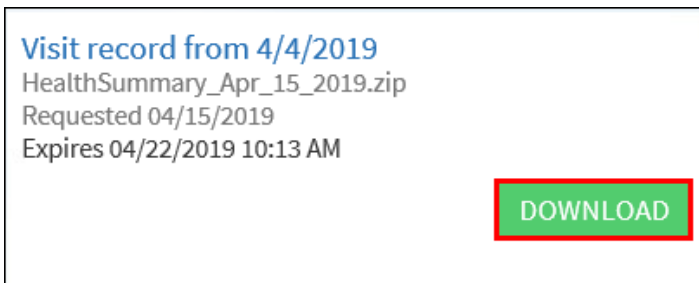 Visit record from 4/4/2019
HealthSummary_Apr_15_2019.zip
Requested 04/15/2019
Expires 04/22/2019 10:13 AM
DOWNLOAD